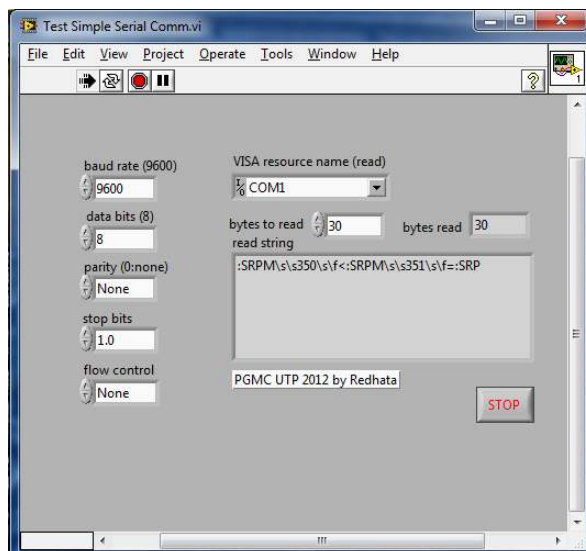 Test Simple Serial Comm.vi
File Edit View Project Operate Tools Window Help
?
1
baud rate (9600)
9600
data bits (8)
8
parity (0:none)
None
stop bits
1.0
flow control
None
VISA resource name (read)
I/O COM1
bytes to read 30 bytes read 30
read string
:SRPM\s\s350\s\f<:SRPM\s\s351\s\f=:SRP
PGMC UTP 2012 by Redhata
STOP